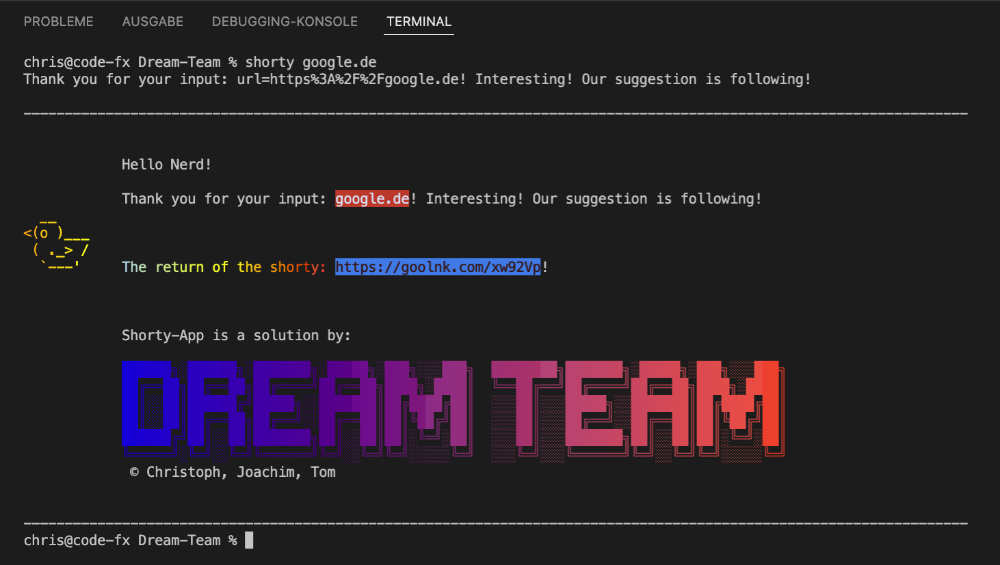 PROBLEME AUSGABE DEBUGGING-KONSOLE TERMINAL
chris@code-fx Dream-Team % shorty google.de
Thank you for your input: url=https%3A%2F%2Fgoogle.de! Interesting! Our suggestion is following!
Hello Nerd!
Thank you for your input: google.de! Interesting! Our suggestion is following!
The return of the shorty: https://goolnk.com/xw92Vp!
Shorty-App is a solution by:
DREAM TEAM
© Christoph, Joachim, Tom
chris@code-fx Dream-Team %